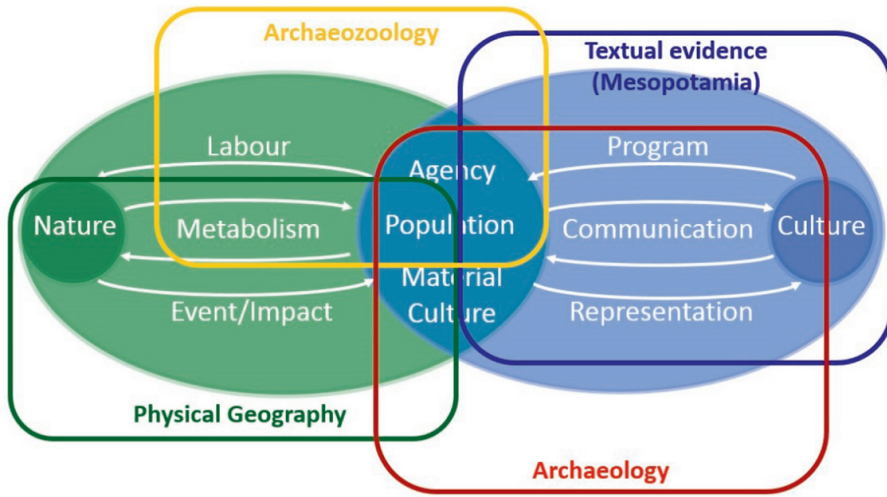 Archaeozoology
Textual evidence
(Mesopotamia)
Labour
Agency
Program
Nature
Metabolism
Population
Communication
Culture
Event/Impact
Material
Culture
Representation
Physical Geography
Archaeology